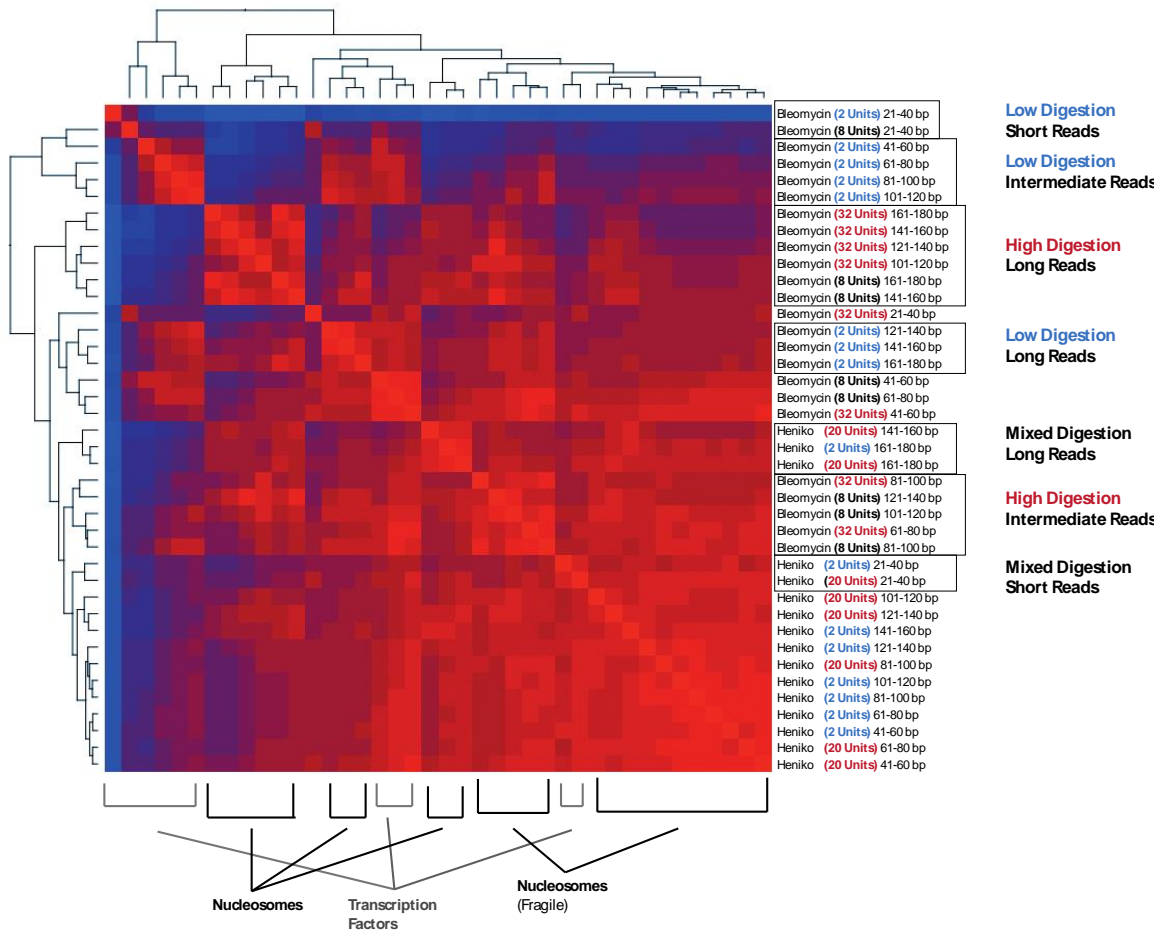 Bleomycin (2 Units) 21-40 bp
Bleomycin (8 Units) 21-40 bp
Bleomycin (2 Units) 41-60 bp
Bleomycin (2 Units) 61-80 bp
Bleomycin (2 Units) 81-100 bp
Bleomycin (2 Units) 101-120 bp
Bleomycin (32 Units) 161-180 bp
Bleomycin (32 Units) 141-160 bp
Bleomycin (32 Units) 121-140 bp
Bleomycin (32 Units) 101-120 bp
Bleomycin (8 Units) 161-180 bp
Bleomycin (8 Units) 141-160 bp
Bleomycin (32 Units) 21-40 bp
Bleomycin (2 Units) 121-140 bp
Bleomycin (2 Units) 141-160 bp
Bleomycin (2 Units) 161-180 bp
Bleomycin (8 Units) 41-60 bp
Bleomycin (8 Units) 61-80 bp
Bleomycin (32 Units) 41-60 bp
Heniko (20 Units) 141-160 bp
Heniko (2 Units) 161-180 bp
Heniko (20 Units) 161-180 bp
Bleomycin (32 Units) 81-100 bp
Bleomycin (8 Units) 121-140 bp
Bleomycin (8 Units) 101-120 bp
Bleomycin (32 Units) 61-80 bp
Bleomycin (8 Units) 81-100 bp
Heniko (2 Units) 21-40 bp
Heniko (20 Units) 21-40 bp
Heniko (20 Units) 101-120 bp
Heniko (20 Units) 121-140 bp
Heniko (2 Units) 141-160 bp
Heniko (2 Units) 121-140 bp
Heniko (20 Units) 81-100 bp
Heniko (2 Units) 101-120 bp
Heniko (2 Units) 81-100 bp
Heniko (2 Units) 61-80 bp
Heniko (2 Units) 41-60 bp
Heniko (20 Units) 61-80 bp
Heniko (20 Units) 41-60 bp
Low Digestion
Short Reads
Low Digestion
Intermediate Reads
High Digestion
Long Reads
Low Digestion
Long Reads
Mixed Digestion
Long Reads
High Digestion
Intermediate Reads
Mixed Digestion
Short Reads
Nucleosomes
Transcription
Factors
Nucleosomes
(Fragile)